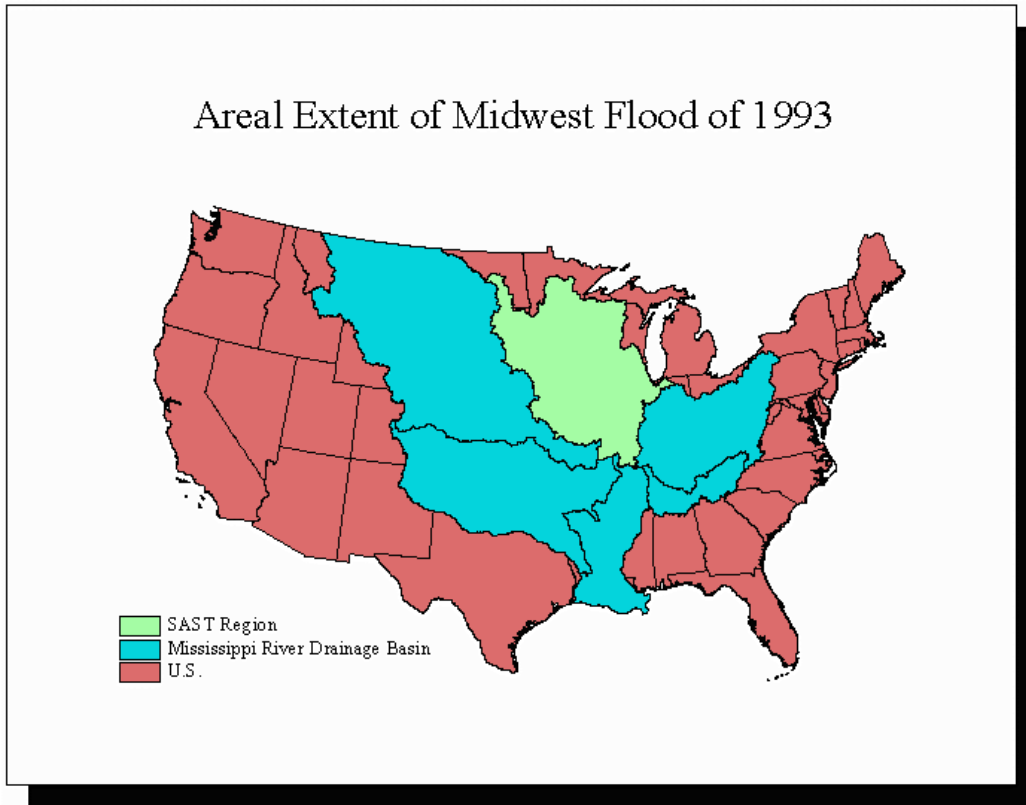 Areal Extent of Midwest Flood of 1993
SAST Region
Mississippi River Drainage Basin
U.S.